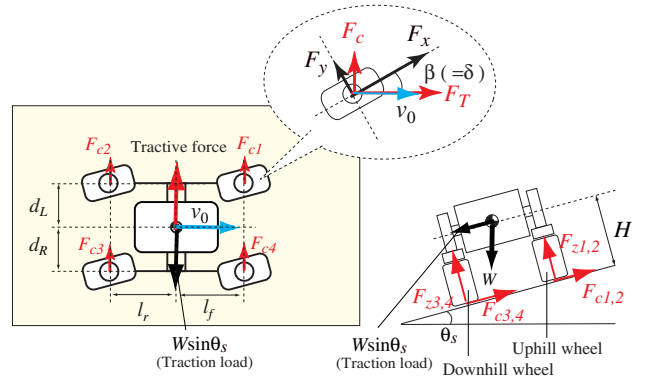 F_c
F_x
F_y
β (=δ)
F_T
v_0
F_c2
Tractive force
F_c1
d_L
v_0
d_R
F_c3
F_c4
l_r
l_f
Wsinθ_s
(Traction load)
H
F_z1,2
W
F_z3,4
F_c3,4
F_c1,2
θ_s
Wsinθ_s
(Traction load)
Uphill wheel
Downhill wheel